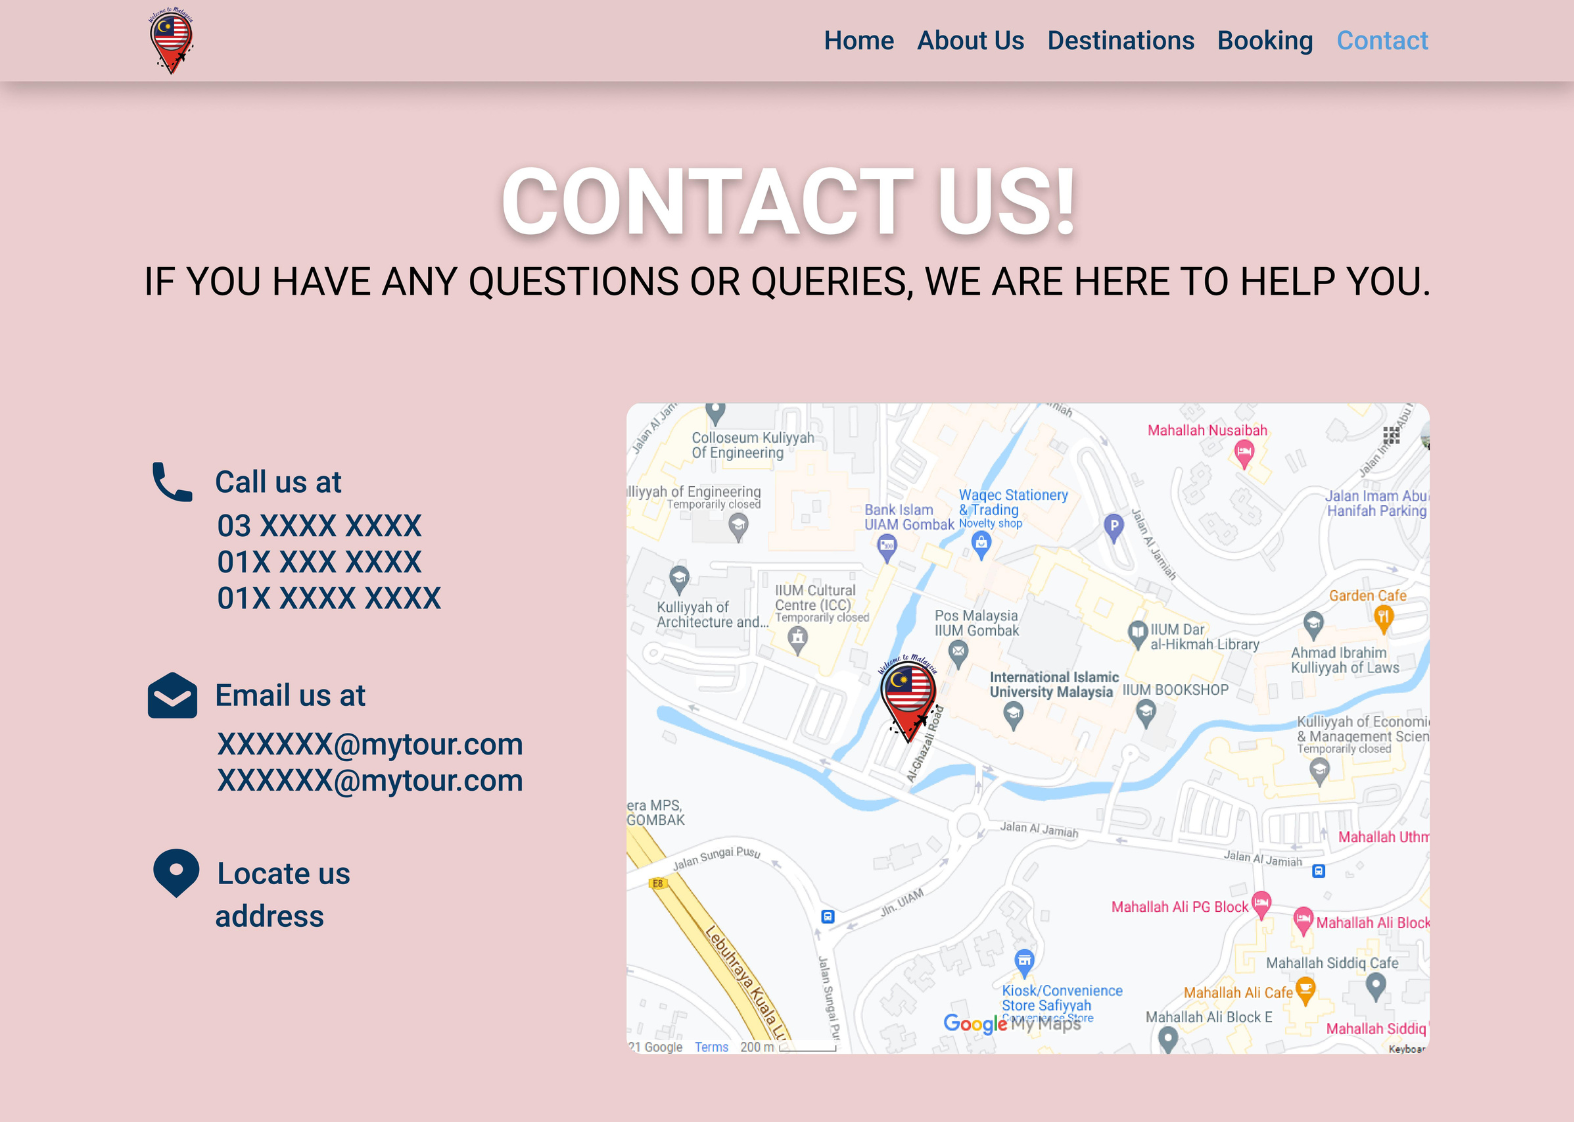 Welcome to Malaysia
Home About Us Destinations Booking Contact
CONTACT US!
IF YOU HAVE ANY QUESTIONS OR QUERIES, WE ARE HERE TO HELP YOU.
Call us at
03 XXXX XXXX
01X XXX XXXX
01X XXXX XXXX
Email us at
XXXXXX@mytour.com
XXXXXX@mytour.com
Locate us
address
Jalan Al Jam
Colloseum Kuliyyah
Of Engineering
lliyyah of Engineering
Temporarily closed
Bank Islam
UIAM Gombak
Waqec Stationery
& Trading
Novelty shop
Jalan Al Jamiah
P
Mahallah Nusaibah
Jalan Imam Abu
Hanifah Parking
Garden Cafe
Kulliyyah of
Architecture and...
IIUM Cultural
Centre (ICC)
Temporarily closed
Pos Malaysia
IIUM Gombak
IIUM Dar
al-Hikmah Library
Ahmad Ibrahim
Kulliyyah of Laws
International Islamic
University Malaysia
IIUM BOOKSHOP
Welcome to Malaysia
Al-Ghazali Road
Kulliyyah of Economi
& Management Scien
Temporarily closed
era MPS,
GOMBAK
Jalan Al Jamiah
Mahallah Uthm
Jalan Sungai Pusu
Jalan Al Jamiah
E8
Jln. UIAM
Mahallah Ali PG Block
Mahallah Ali Block
Lebuhraya Kuala Lu
Jalan Sungai Pu
Mahallah Siddiq Cafe
Kiosk/Convenience
Store Safiyyah
Convenience Store
Mahallah Ali Cafe
Mahallah Ali Block E
Google My Maps
Mahallah Siddiq
21 Google Terms 200 m
Keyboar